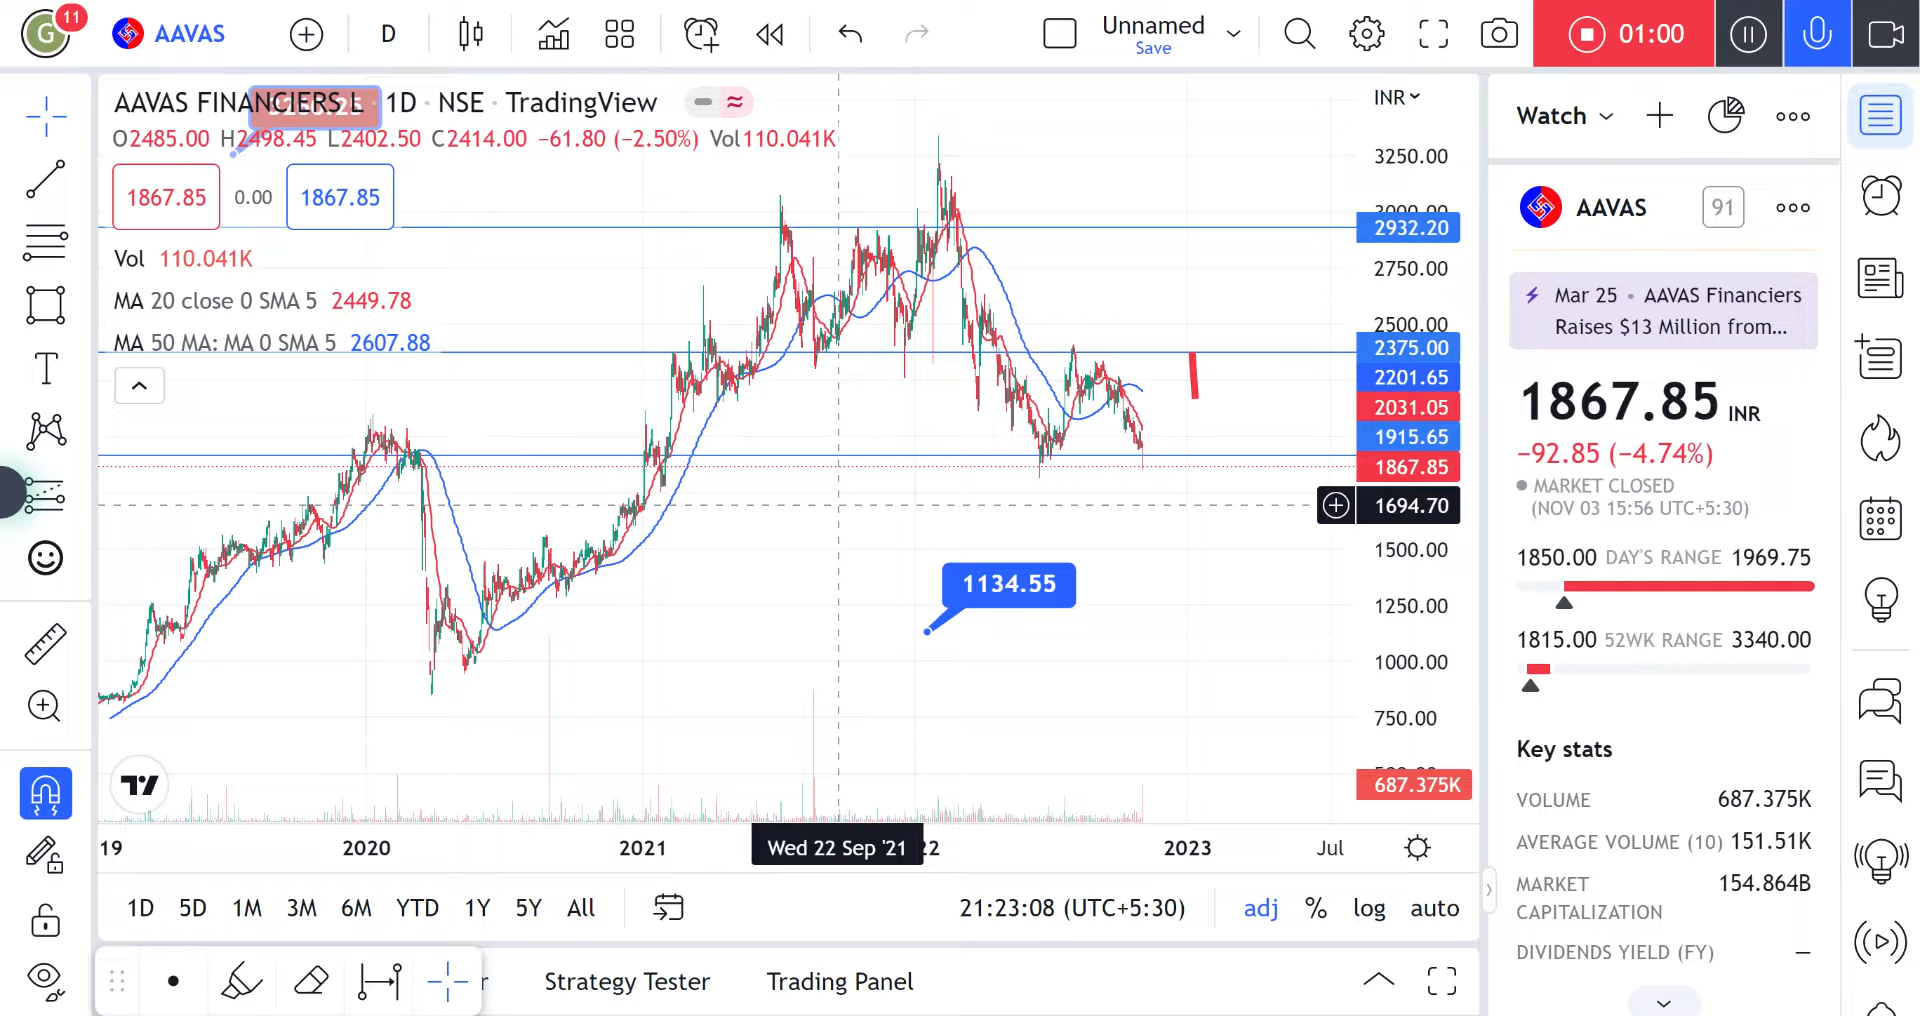 G 11 AAVAS D Unnamed 01:00
Save
AAVAS FINANCIERS L · 1D · NSE · TradingView
O2485.00 H2498.45 L2402.50 C2414.00 −61.80 (−2.50%) Vol110.041K
1867.85 0.00 1867.85
Vol 110.041K
MA 20 close 0 SMA 5 2449.78
MA 50 MA: MA 0 SMA 5 2607.88
1134.55
INR
3250.00
3000.00
2932.20
2750.00
2500.00
2375.00
2201.65
2031.05
1915.65
1867.85
1694.70
1500.00
1250.00
1000.00
750.00
687.375K
19 2020 2021 Wed 22 Sep '21 22 2023 Jul
1D 5D 1M 3M 6M YTD 1Y 5Y All 21:23:08 (UTC+5:30) adj % log auto
r Strategy Tester Trading Panel
Watch
AAVAS 91
Mar 25 • AAVAS Financiers
Raises $13 Million from...
1867.85 INR
−92.85 (−4.74%)
MARKET CLOSED
(NOV 03 15:56 UTC+5:30)
1850.00 DAY'S RANGE 1969.75
1815.00 52WK RANGE 3340.00
Key stats
VOLUME 687.375K
AVERAGE VOLUME (10) 151.51K
MARKET 154.864B
CAPITALIZATION
DIVIDENDS YIELD (FY) —